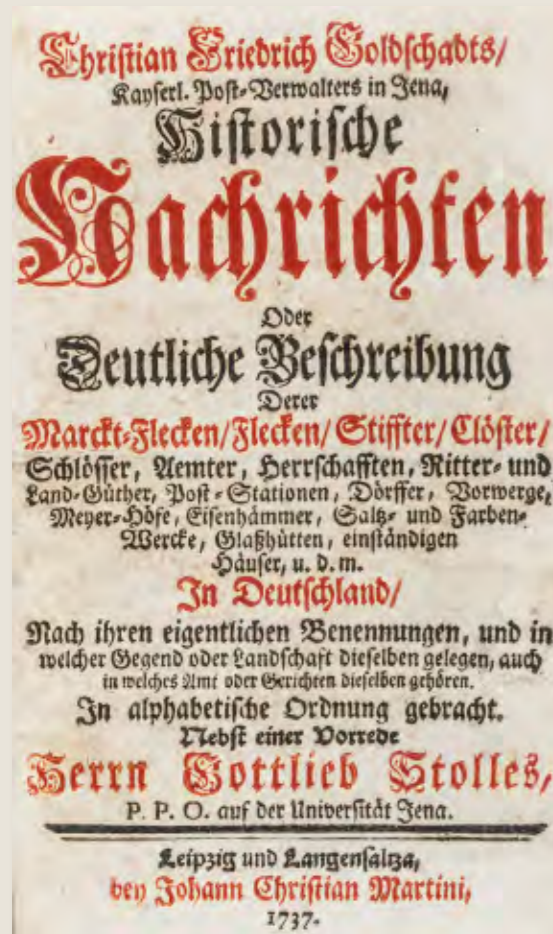 Christian Friedrich Goldschadts/
Kayserl. Post-Verwalters in Jena,
Historische
Nachrichten
Oder
Deutliche Beschreibung
Derer
Marckt-Flecken/Flecken/ Stiffter/ Clöster/
Schlösser, Aemter, Herrschafften, Ritter- und
Land-Güther, Post-Stationen, Dörffer, Vorwerge,
Meyer-Höfe, Eisenhämmer, Saltz- und Farben-
Wercke, Glaßhütten, einständigen
Häuser, u. d. m.
In Deutschland/
Nach ihren eigentlichen Benennungen, und in
welcher Gegend oder Landschaft dieselben gelegen, auch
in welches Amt oder Gerichten dieselben gehören.
In alphabetische Ordnung gebracht.
Nebst einer Vorrede
Herrn Gottlieb Stolles,
P. P. O. auf der Universität Jena.
Leipzig und Langensaltza,
bey Johann Christian Martini,
1737.